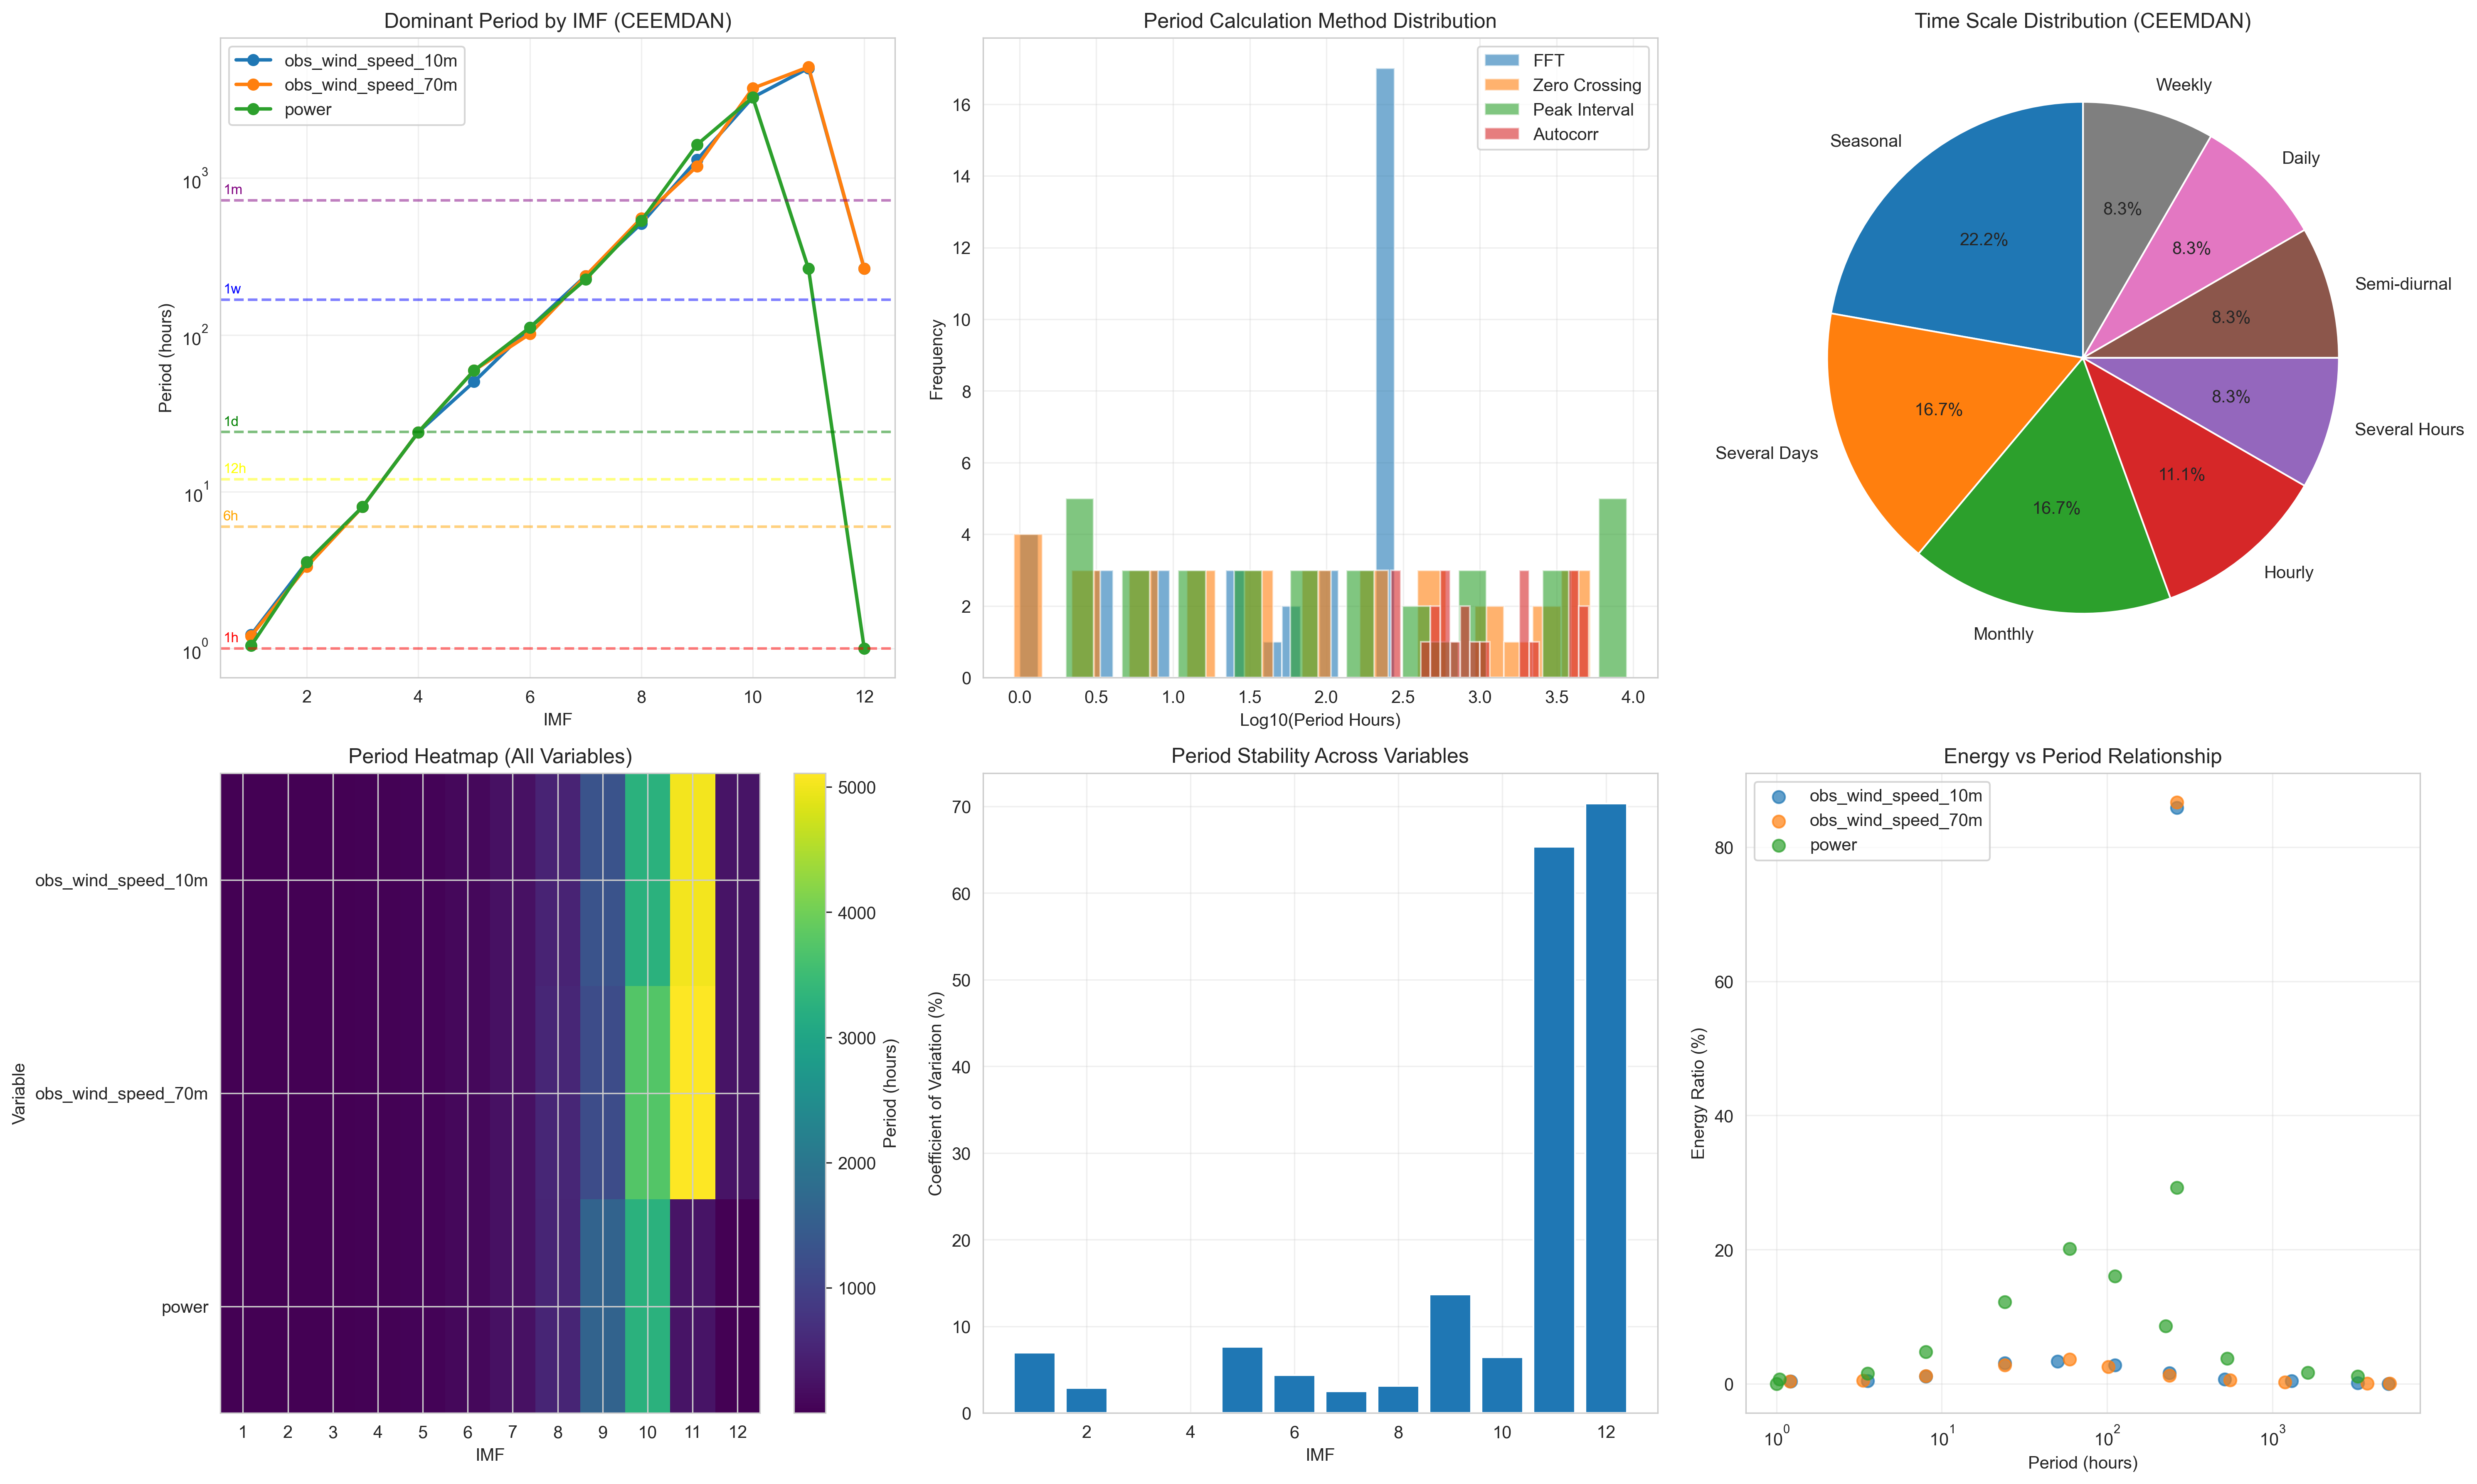 Dominant Period by IMF (CEEMDAN)
obs_wind_speed_10m
obs_wind_speed_70m
power
Period (hours)
10^3
10^2
10^1
10^0
1m
1w
1d
12h
6h
1h
2 4 6 8 10 12
IMF
Period Calculation Method Distribution
FFT
Zero Crossing
Peak Interval
Autocorr
Frequency
16
14
12
10
8
6
4
2
0
0.0 0.5 1.0 1.5 2.0 2.5 3.0 3.5 4.0
Log10(Period Hours)
Time Scale Distribution (CEEMDAN)
Weekly
Daily
Seasonal
8.3%
22.2%
8.3%
Semi-diurnal
8.3%
16.7%
8.3%
Several Hours
Several Days
11.1%
16.7%
Hourly
Monthly
Period Heatmap (All Variables)
Variable
obs_wind_speed_10m
obs_wind_speed_70m
power
1 2 3 4 5 6 7 8 9 10 11 12
IMF
5000
4000
3000
2000
1000
Period (hours)
Period Stability Across Variables
Coefficient of Variation (%)
70
60
50
40
30
20
10
0
2 4 6 8 10 12
IMF
Energy vs Period Relationship
obs_wind_speed_10m
obs_wind_speed_70m
power
Energy Ratio (%)
80
60
40
20
0
10^0 10^1 10^2 10^3
Period (hours)